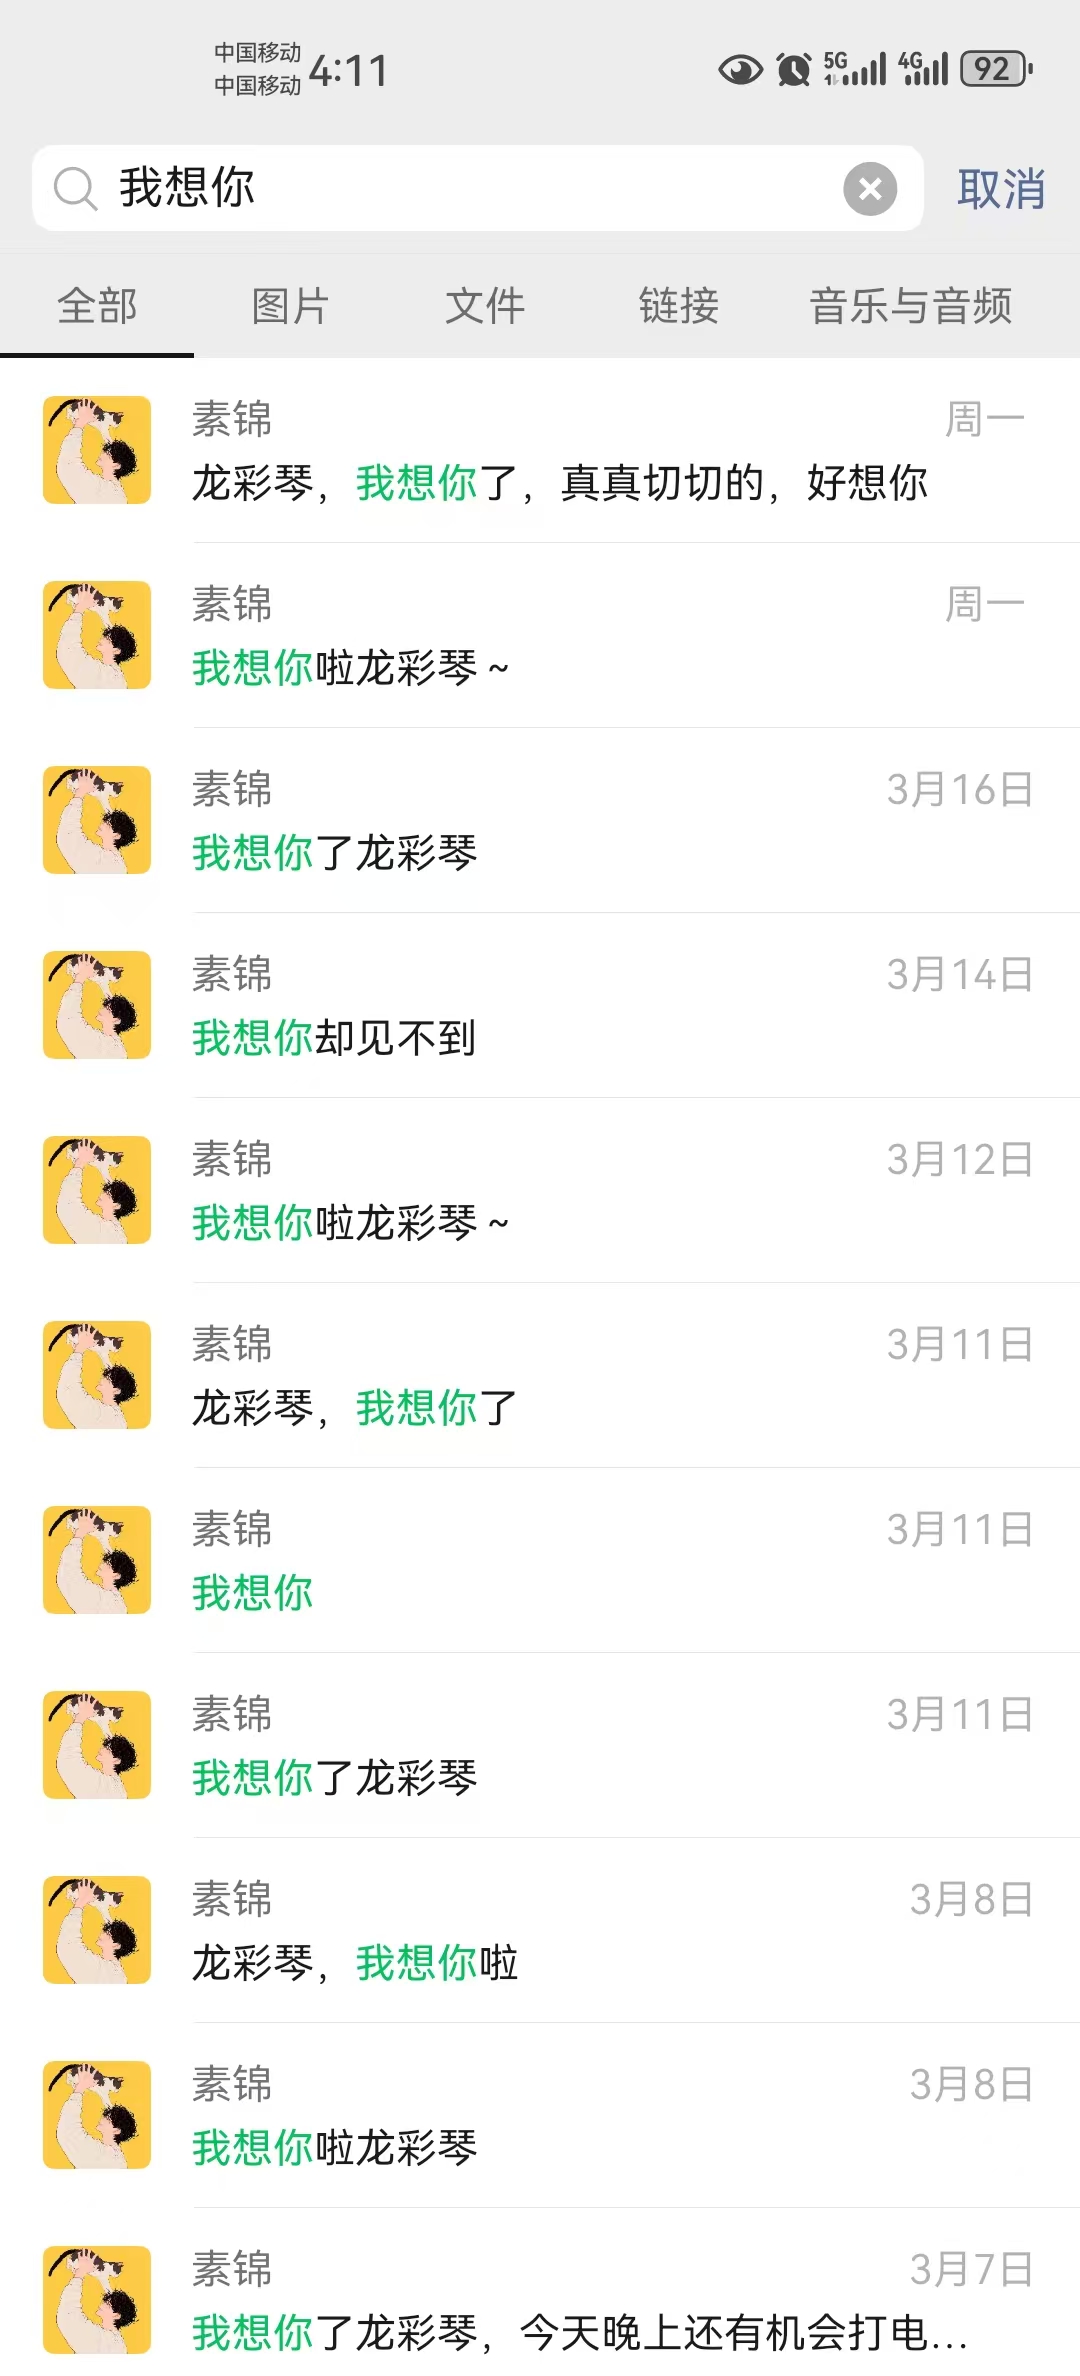 中国移动
中国移动
4:11
5G
4G
92
我想你
取消
全部 图片 文件 链接 音乐与音频
素锦 周一
龙彩琴，我想你了，真真切切的，好想你
素锦 周一
我想你啦龙彩琴~
素锦 3月16日
我想你了龙彩琴
素锦 3月14日
我想你却见不到
素锦 3月12日
我想你啦龙彩琴~
素锦 3月11日
龙彩琴，我想你了
素锦 3月11日
我想你
素锦 3月11日
我想你了龙彩琴
素锦 3月8日
龙彩琴，我想你啦
素锦 3月8日
我想你啦龙彩琴
素锦 3月7日
我想你了龙彩琴，今天晚上还有机会打电...